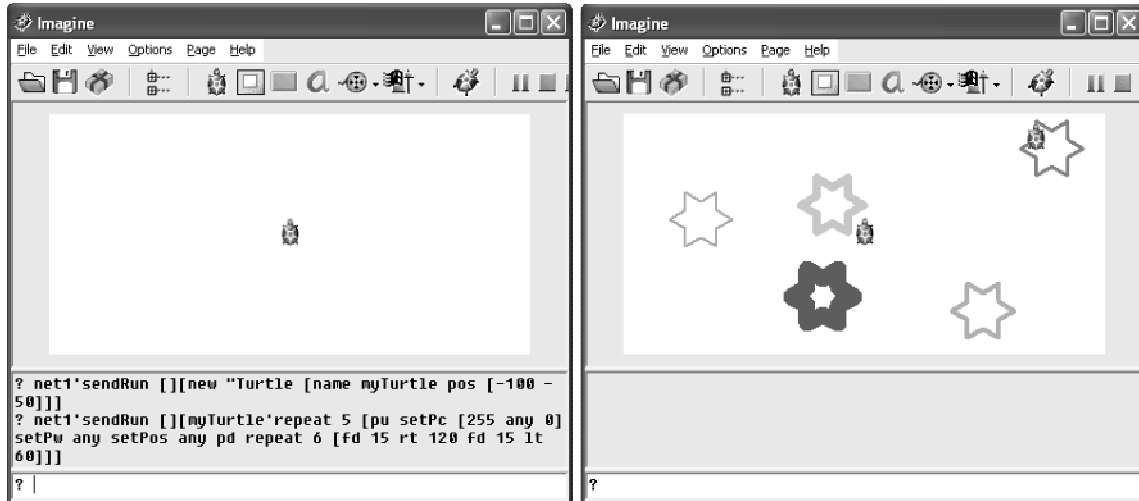 Imagine
File Edit View Options Page Help
? net1'sendRun [][new "Turtle [name myTurtle pos [-100 -
50]]]
? net1'sendRun [][myTurtle'repeat 5 [pu setPc [255 any 0]
setPw any setPos any pd repeat 6 [fd 15 rt 120 fd 15 lt
60]]]
?
Imagine
File Edit View Options Page Help
?